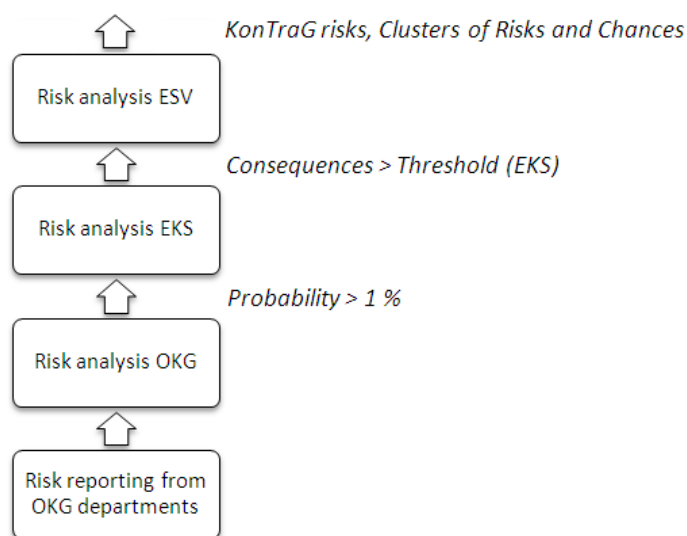 KonTraG risks, Clusters of Risks and Chances
Risk analysis ESV
Consequences > Threshold (EKS)
Risk analysis EKS
Probability > 1 %
Risk analysis OKG
Risk reporting from
OKG departments